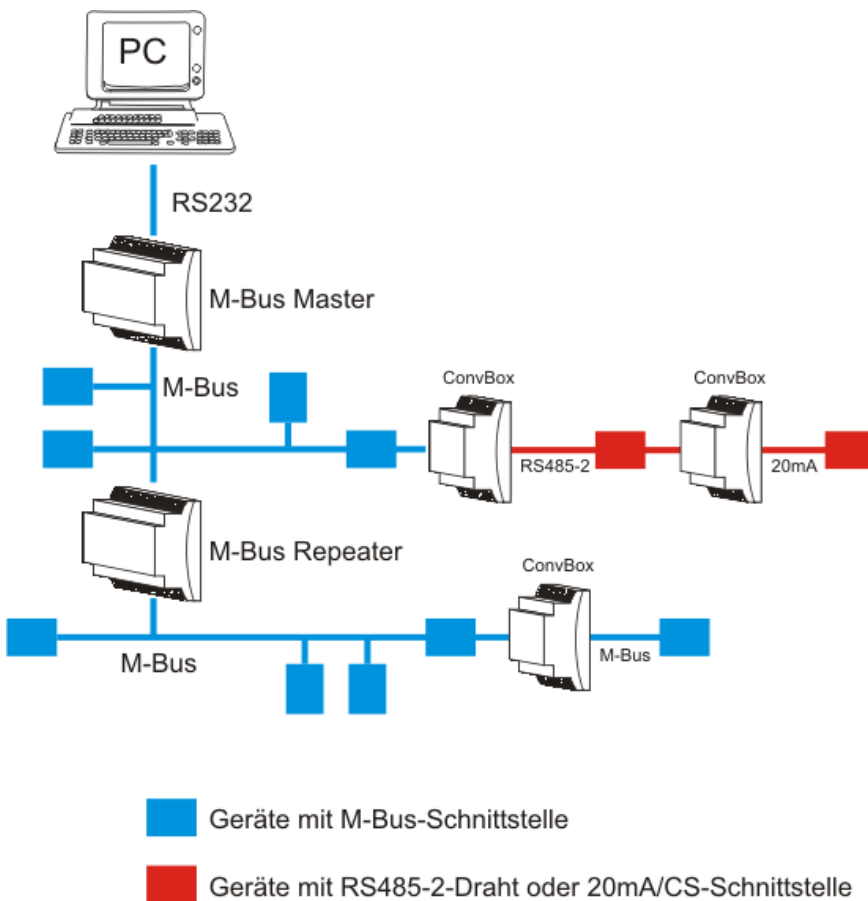 PC
RS232
M-Bus Master
M-Bus
ConvBox
ConvBox
RS485-2
20mA
M-Bus Repeater
ConvBox
M-Bus
M-Bus
Geräte mit M-Bus-Schnittstelle
Geräte mit RS485-2-Draht oder 20mA/CS-Schnittstelle